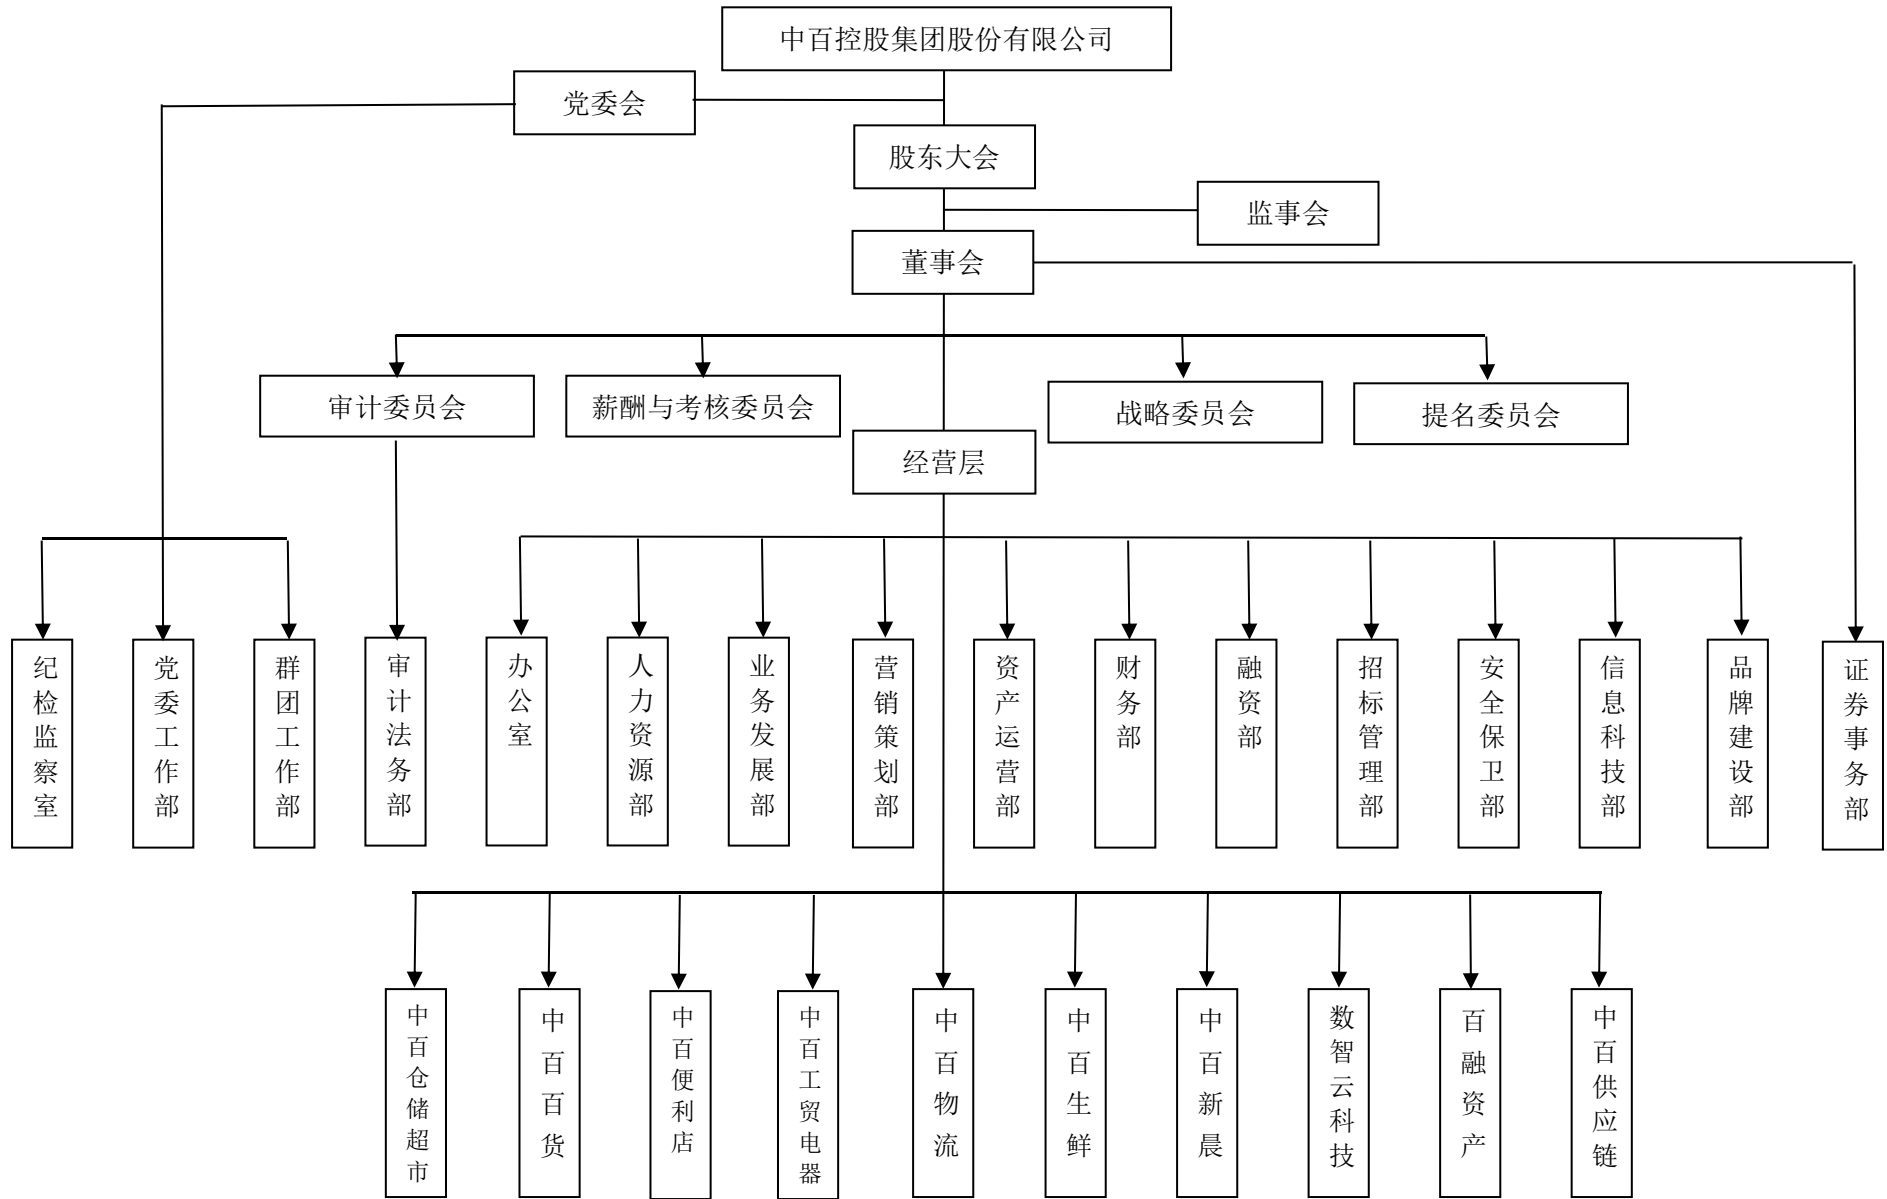 中百控股集团股份有限公司
党委会
股东大会
监事会
董事会
审计委员会
薪酬与考核委员会
战略委员会
提名委员会
经营层
纪检监察室
党委工作部
群团工作部
审计法务部
办公室
人力资源部
业务发展部
营销策划部
资产运营部
财务部
融资部
招标管理部
安全保卫部
信息科技部
品牌建设部
证券事务部
中百仓储超市
中百百货
中百便利店
中百工贸电器
中百物流
中百生鲜
中百新晨
数智云科技
百融资产
中百供应链